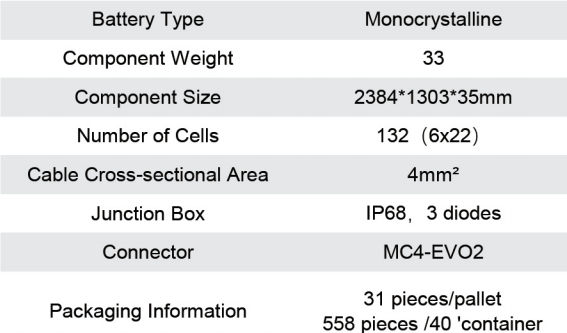 Battery Type Monocrystalline
Component Weight 33
Component Size 2384*1303*35mm
Number of Cells 132（6x22）
Cable Cross-sectional Area 4mm²
Junction Box IP68，3 diodes
Connector MC4-EVO2
Packaging Information 31 pieces/pallet
558 pieces /40 'container